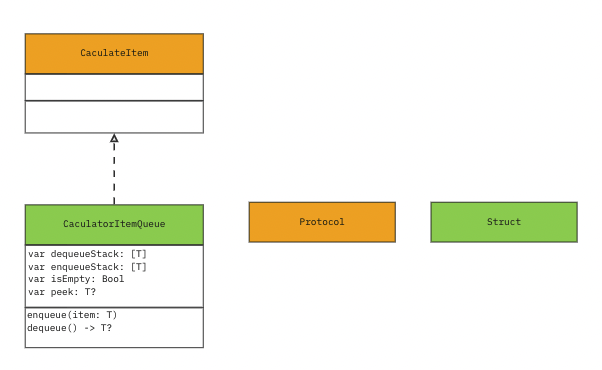 CaculateItem
CaculatorItemQueue
Protocol
Struct
var dequeueStack: [T]
var enqueueStack: [T]
var isEmpty: Bool
var peek: T?
enqueue(item: T)
dequeue() -> T?